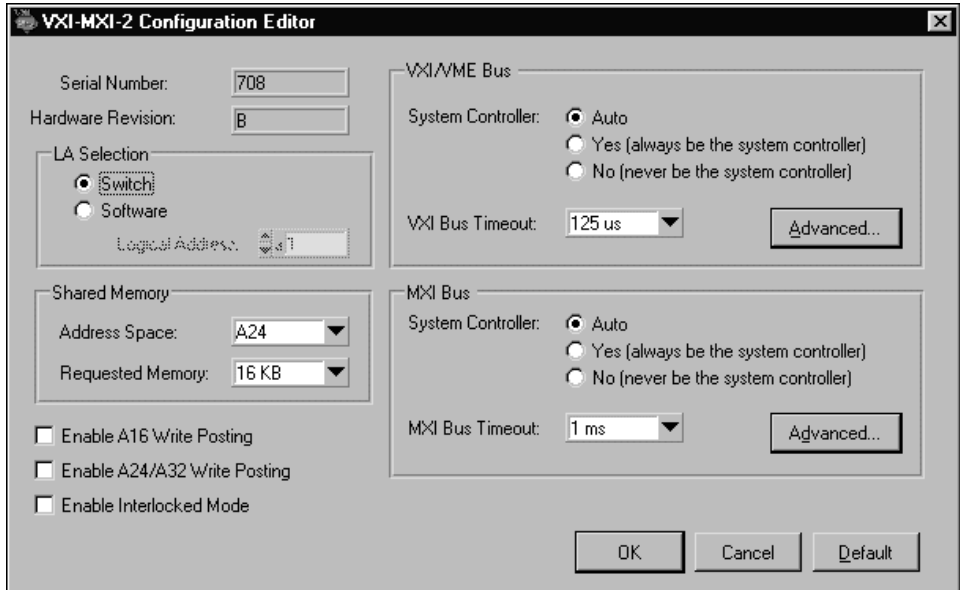 VXI-MXI-2 Configuration Editor
Serial Number: 708
Hardware Revision: B
LA Selection
Switch
Software
Logical Address: 1
Shared Memory
Address Space: A24
Requested Memory: 16 KB
Enable A16 Write Posting
Enable A24/A32 Write Posting
Enable Interlocked Mode
VXI/VME Bus
System Controller: Auto
Yes (always be the system controller)
No (never be the system controller)
VXI Bus Timeout: 125 us
Advanced...
MXI Bus
System Controller: Auto
Yes (always be the system controller)
No (never be the system controller)
MXI Bus Timeout: 1 ms
Advanced...
OK Cancel Default